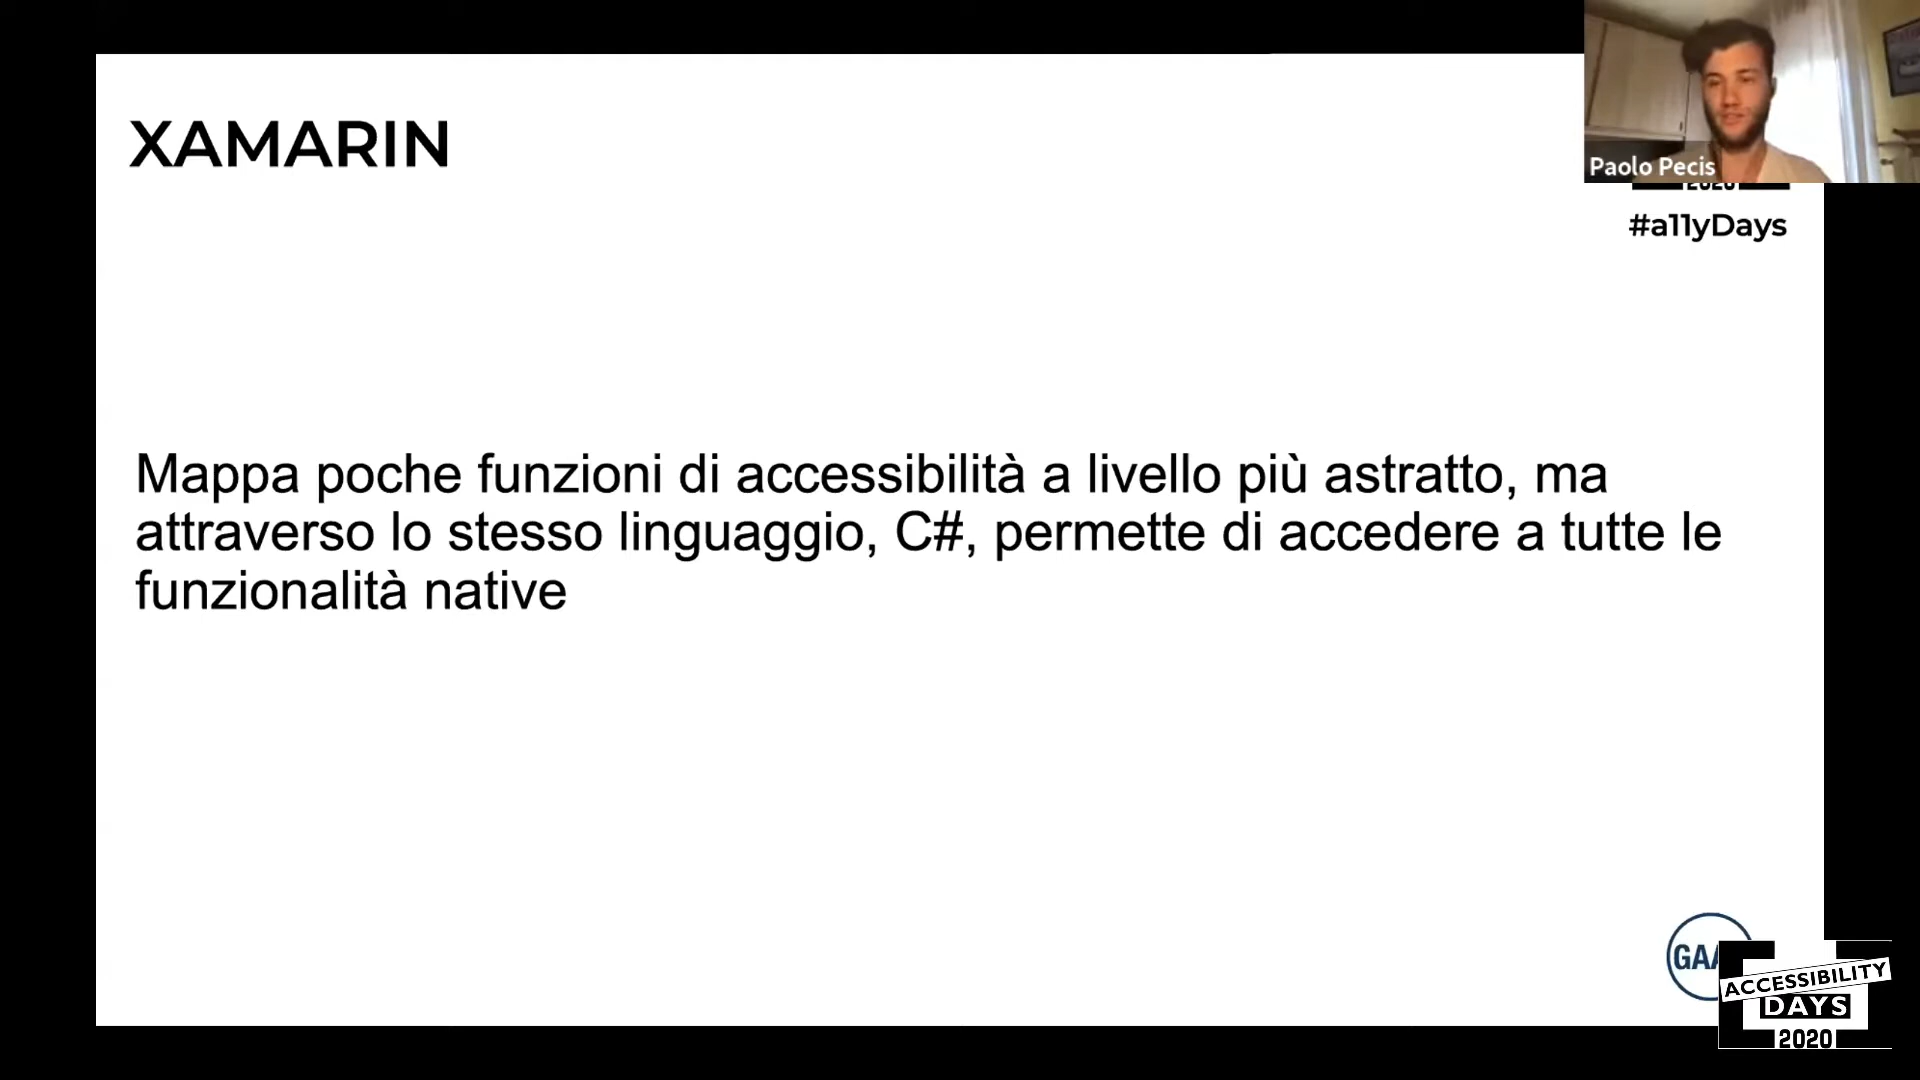 XAMARIN
Paolo Pecis
2020
#a11yDays
Mappa poche funzioni di accessibilità a livello più astratto, ma
attraverso lo stesso linguaggio, C#, permette di accedere a tutte le
funzionalità native
ACCESSIBILITY
DAYS
2020